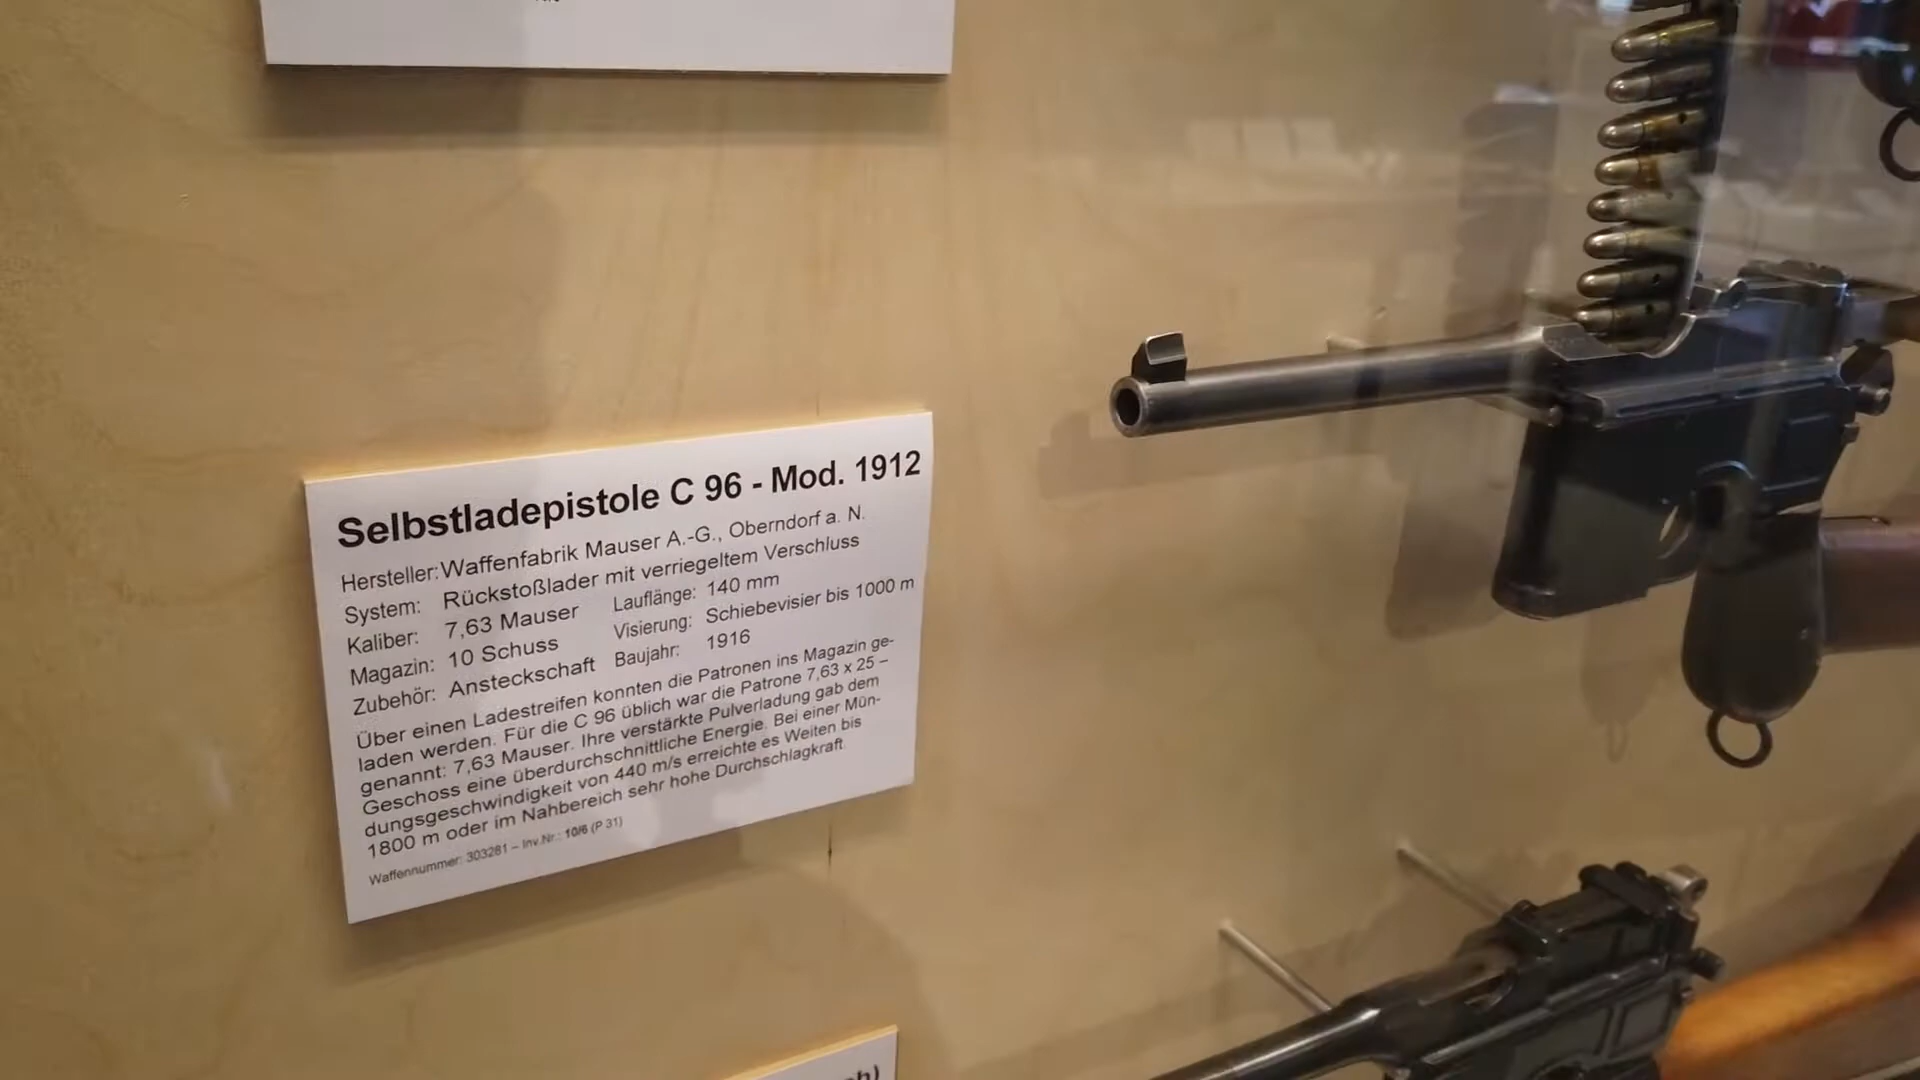 Selbstladepistole C 96 - Mod. 1912
Hersteller: Waffenfabrik Mauser A.-G., Oberndorf a. N.
System: Rückstoßlader mit verriegeltem Verschluss
Kaliber: 7,63 Mauser Lauflänge: 140 mm
Magazin: 10 Schuss Visierung: Schiebevisier bis 1000 m
Zubehör: Ansteckschaft Baujahr: 1916
Über einen Ladestreifen konnten die Patronen ins Magazin ge-
laden werden. Für die C 96 üblich war die Patrone 7,63 x 25 –
genannt: 7,63 Mauser. Ihre verstärkte Pulverladung gab dem
Geschoss eine überdurchschnittliche Energie. Bei einer Mün-
dungsgeschwindigkeit von 440 m/s erreichte es Weiten bis
1800 m oder im Nahbereich sehr hohe Durchschlagkraft.
Waffennummer: 303281 – Inv.Nr.: 10/6 (P 31)